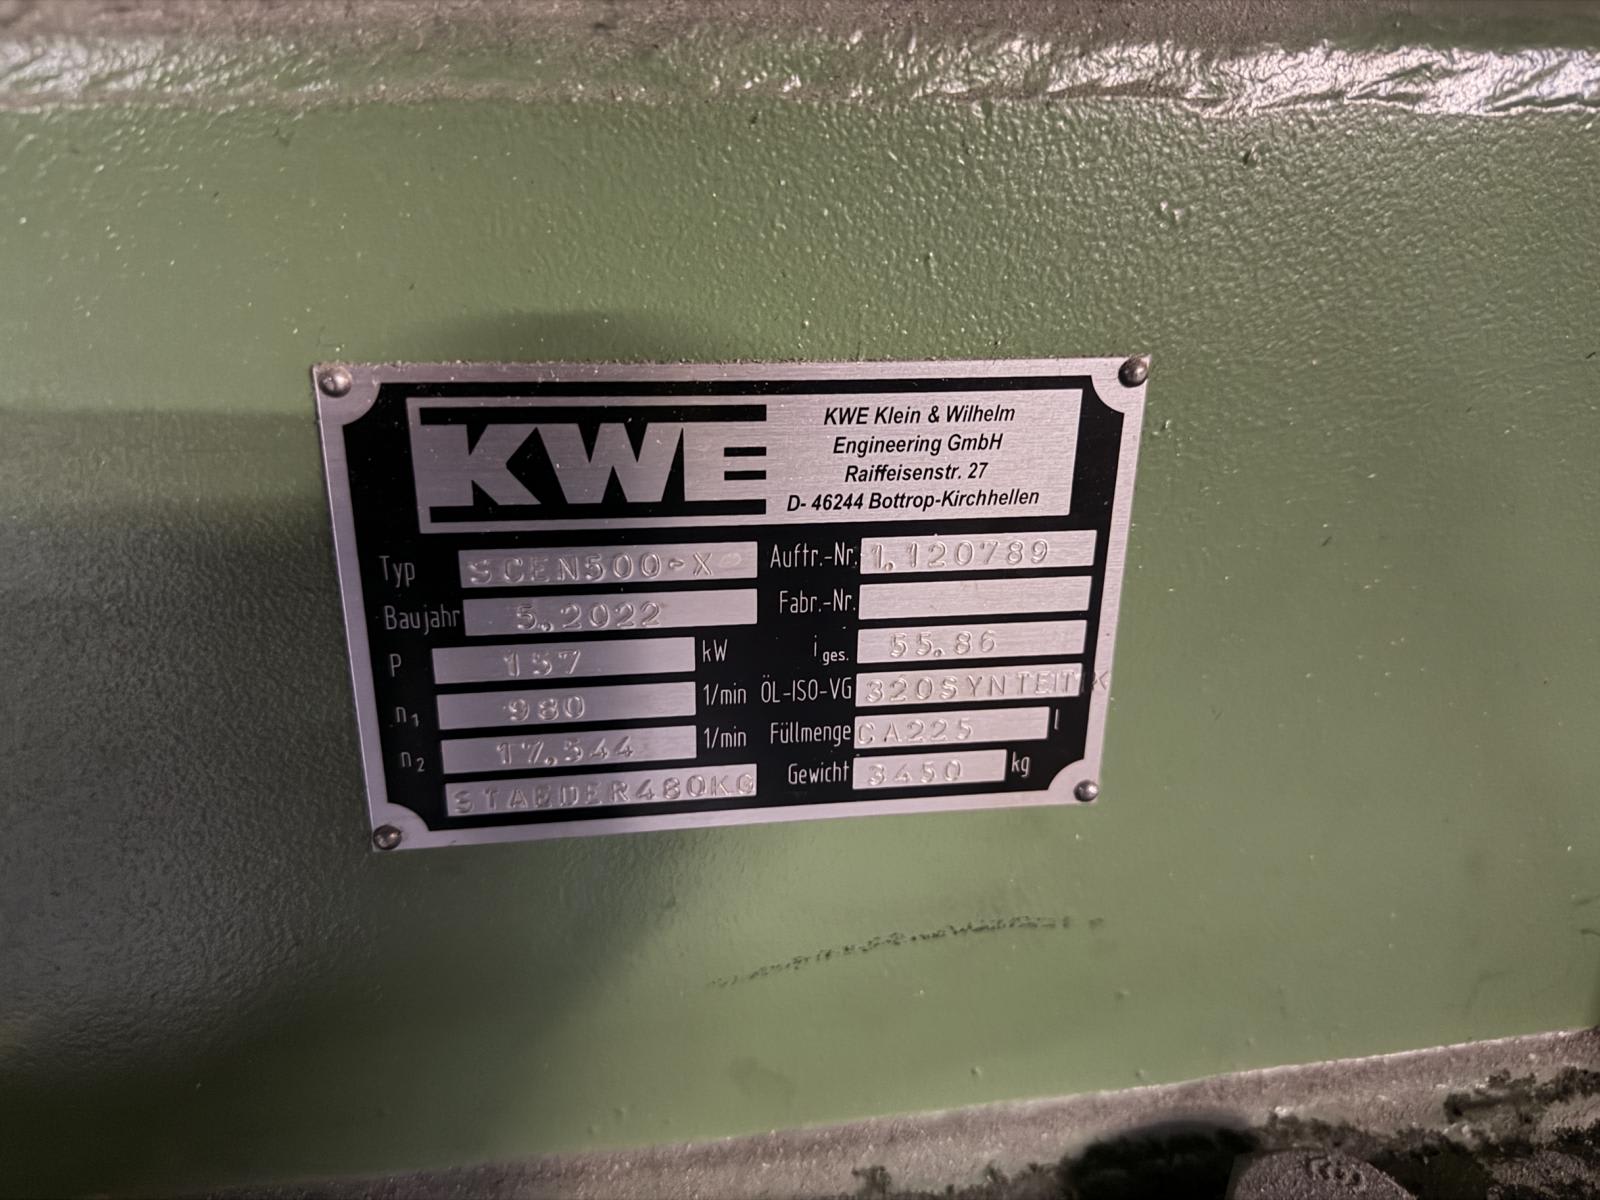 KWE
KWE Klein & Wilhelm
Engineering GmbH
Raiffeisenstr. 27
D- 46244 Bottrop-Kirchhellen
Typ SCEN500-X
Baujahr 5.2022
P 157 kW
n1 980 1/min
n2 17,544 1/min
STAEDER480KG
Auftr.-Nr. 1.120789
Fabr.-Nr.
i ges. 55.86
ÖL-ISO-VG 320SYNTEITK
Füllmenge CA225 l
Gewicht 3450 kg